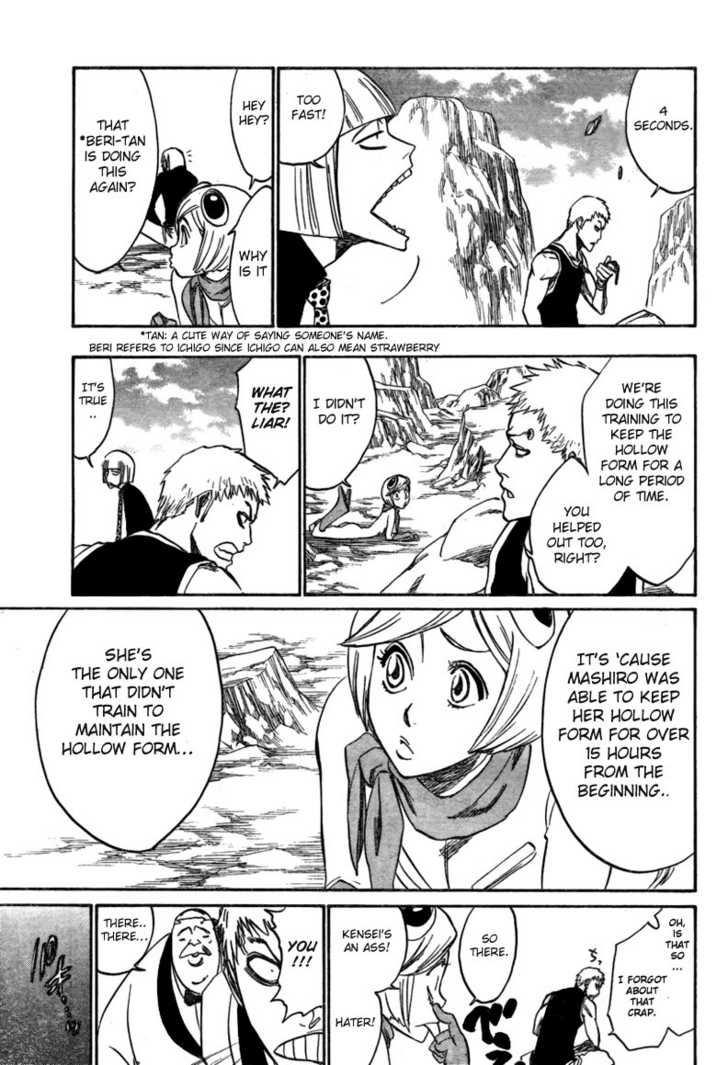 4
SECONDS.
TOO
FAST!
HEY
HEY?
WHY
IS IT
THAT
*BERI-TAN
IS DOING
THIS
AGAIN?
*TAN: A CUTE WAY OF SAYING SOMEONE'S NAME.
BERI REFERS TO ICHIGO SINCE ICHIGO CAN ALSO MEAN STRAWBERRY
WE'RE
DOING THIS
TRAINING TO
KEEP THE
HOLLOW
FORM FOR A
LONG PERIOD
OF TIME.
YOU
HELPED
OUT TOO,
RIGHT?
I DIDN'T
DO IT?
WHAT
THE?
LIAR!
IT'S
TRUE
..
IT'S 'CAUSE
MASHIRO WAS
ABLE TO KEEP
HER HOLLOW
FORM FOR OVER
15 HOURS
FROM THE
BEGINNING..
SHE'S
THE ONLY ONE
THAT DIDN'T
TRAIN TO
MAINTAIN THE
HOLLOW FORM...
OH,
IS
THAT
SO
...
I FORGOT
ABOUT
THAT
CRAP.
SO
THERE.
KENSEI'S
AN ASS!
HATER!
YOU
!!!
THERE..
THERE...